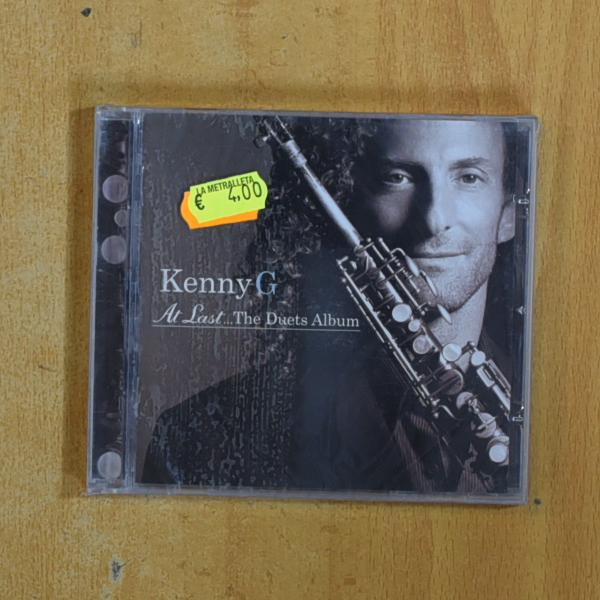 LA METRALLETA
€ 4,00
Kenny G
At Last...The Duets Album